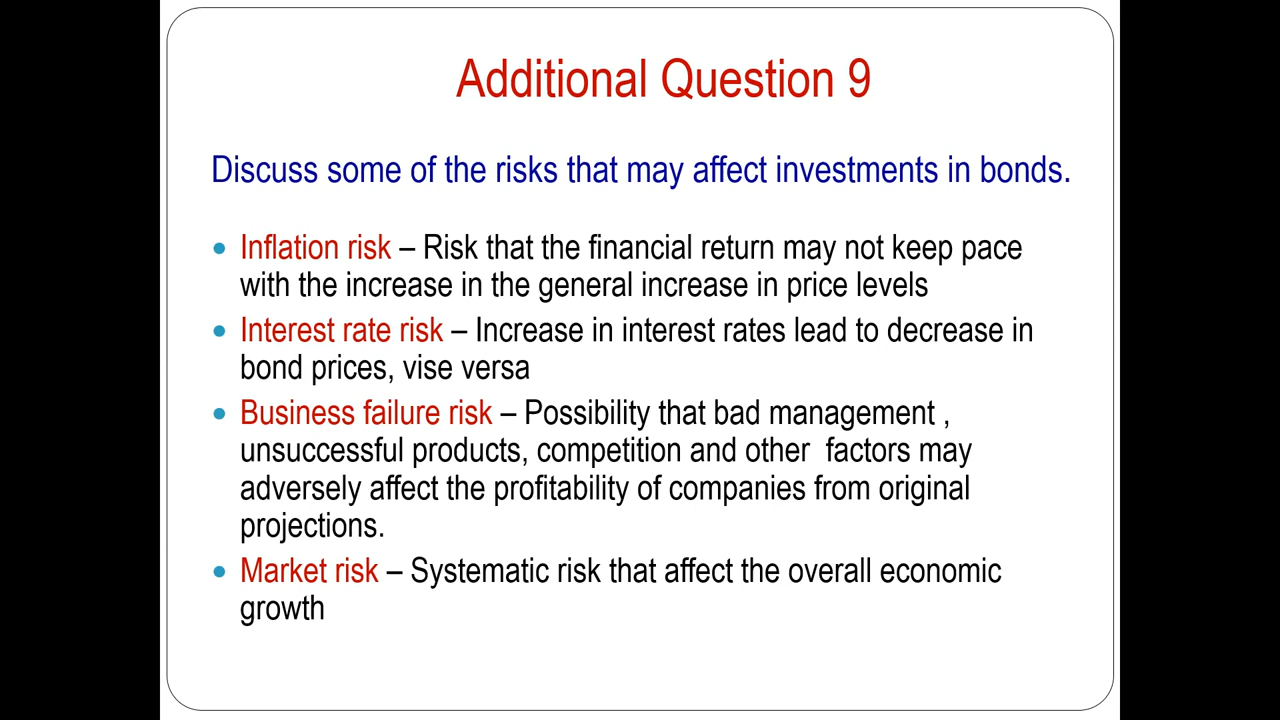 Additional Question 9
Discuss some of the risks that may affect investments in bonds.
• Inflation risk – Risk that the financial return may not keep pace
with the increase in the general increase in price levels
• Interest rate risk – Increase in interest rates lead to decrease in
bond prices, vise versa
• Business failure risk – Possibility that bad management ,
unsuccessful products, competition and other  factors may
adversely affect the profitability of companies from original
projections.
• Market risk – Systematic risk that affect the overall economic
growth